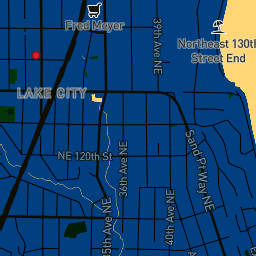 Fred Meyer
39th Ave NE
Northeast 130th
Street End
LAKE CITY
NE 120th St
36th Ave NE
Sand Pt Way NE
35th Ave NE
40th Ave NE